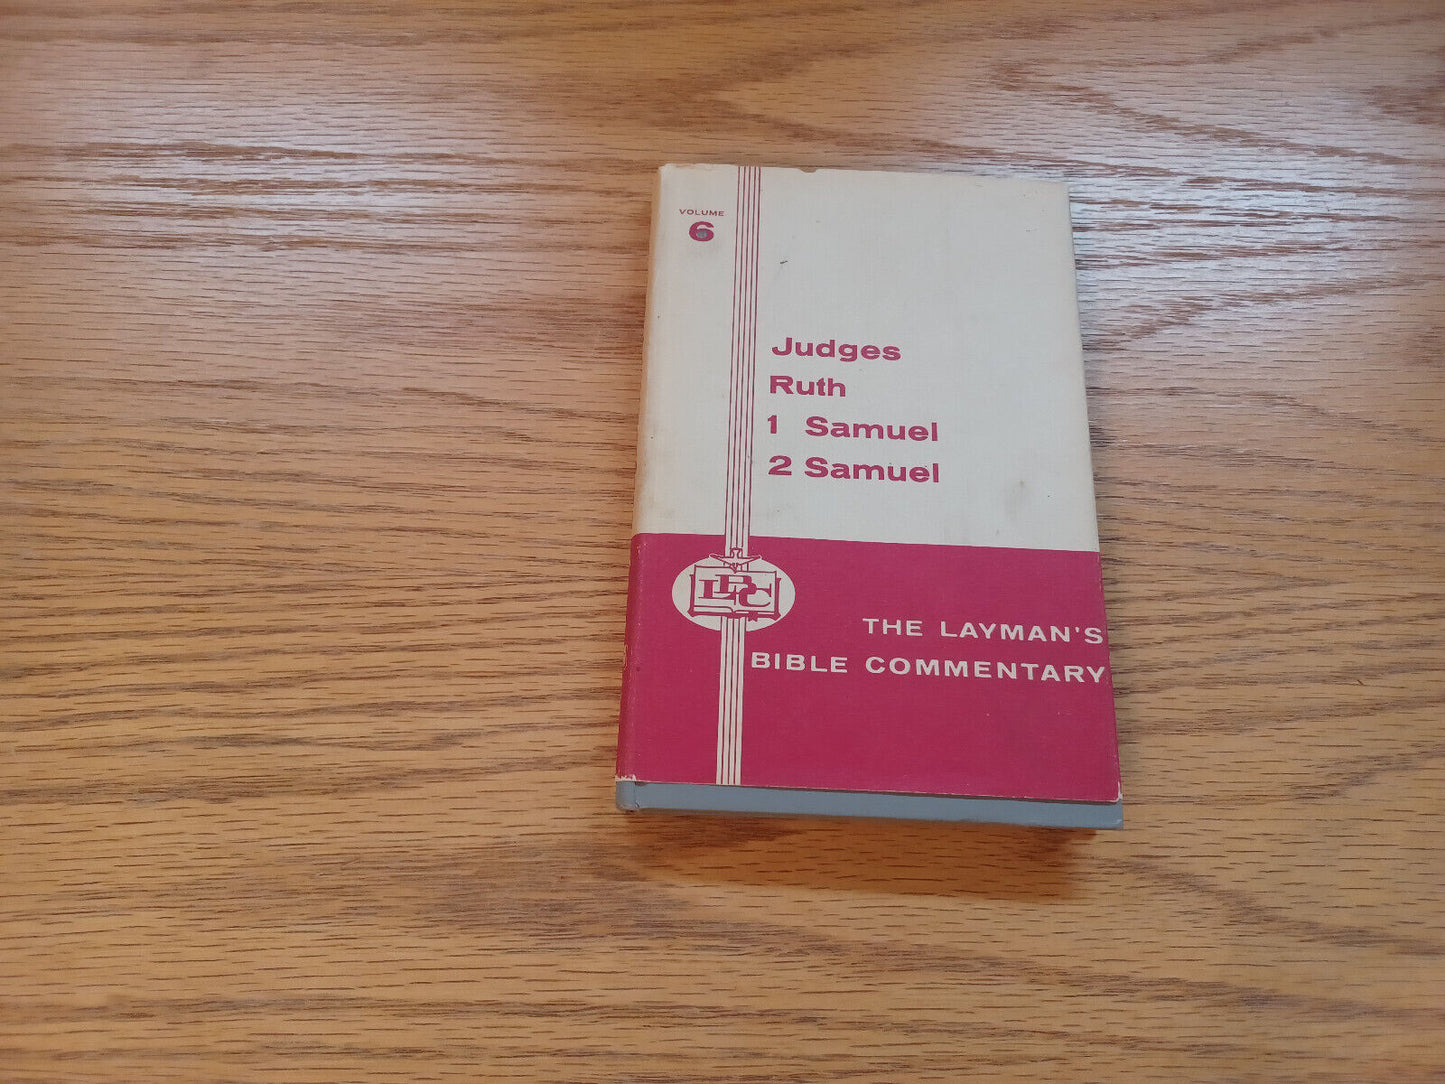 VOLUME
6
Judges
Ruth
1 Samuel
2 Samuel
LBC
THE LAYMAN'S
BIBLE COMMENTARY